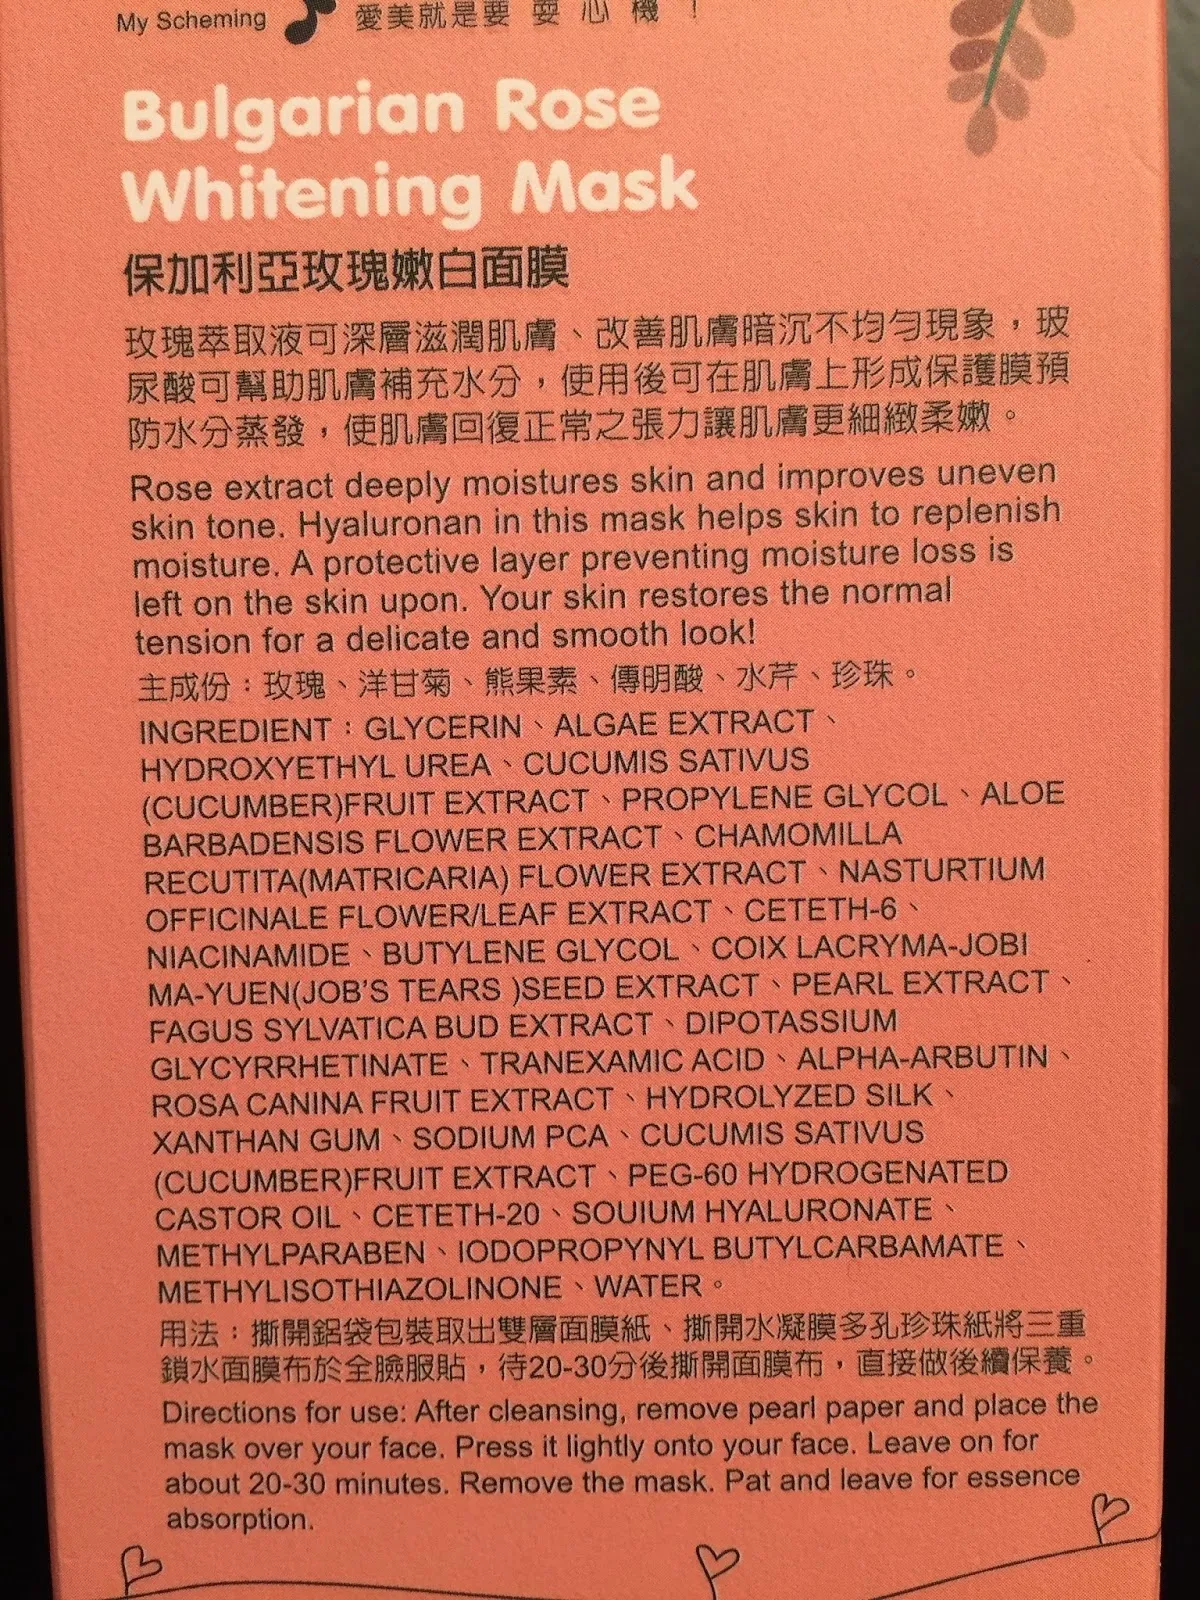 My Scheming 愛美就是要 耍 心 機 !
Bulgarian Rose
Whitening Mask
保加利亞玫瑰嫩白面膜
玫瑰萃取液可深層滋潤肌膚、改善肌膚暗沉不均勻現象，玻
尿酸可幫助肌膚補充水分，使用後可在肌膚上形成保護膜預
防水分蒸發，使肌膚回復正常之張力讓肌膚更細緻柔嫩。
Rose extract deeply moistures skin and improves uneven
skin tone. Hyaluronan in this mask helps skin to replenish
moisture. A protective layer preventing moisture loss is
left on the skin upon. Your skin restores the normal
tension for a delicate and smooth look!
主成份：玫瑰、洋甘菊、熊果素、傳明酸、水芹、珍珠。
INGREDIENT：GLYCERIN、ALGAE EXTRACT、
HYDROXYETHYL UREA、CUCUMIS SATIVUS
(CUCUMBER)FRUIT EXTRACT、PROPYLENE GLYCOL、ALOE
BARBADENSIS FLOWER EXTRACT、CHAMOMILLA
RECUTITA(MATRICARIA) FLOWER EXTRACT、NASTURTIUM
OFFICINALE FLOWER/LEAF EXTRACT、CETETH-6、
NIACINAMIDE、BUTYLENE GLYCOL、COIX LACRYMA-JOBI
MA-YUEN(JOB'S TEARS )SEED EXTRACT、PEARL EXTRACT、
FAGUS SYLVATICA BUD EXTRACT、DIPOTASSIUM
GLYCYRRHETINATE、TRANEXAMIC ACID、ALPHA-ARBUTIN、
ROSA CANINA FRUIT EXTRACT、HYDROLYZED SILK、
XANTHAN GUM、SODIUM PCA、CUCUMIS SATIVUS
(CUCUMBER)FRUIT EXTRACT、PEG-60 HYDROGENATED
CASTOR OIL、CETETH-20、SOUIUM HYALURONATE、
METHYLPARABEN、IODOPROPYNYL BUTYLCARBAMATE、
METHYLISOTHIAZOLINONE、WATER。
用法：撕開鋁袋包裝取出雙層面膜紙、撕開水凝膜多孔珍珠紙將三重
鎖水面膜布於全臉服貼，待20-30分後撕開面膜布，直接做後續保養。
Directions for use: After cleansing, remove pearl paper and place the
mask over your face. Press it lightly onto your face. Leave on for
about 20-30 minutes. Remove the mask. Pat and leave for essence
absorption.